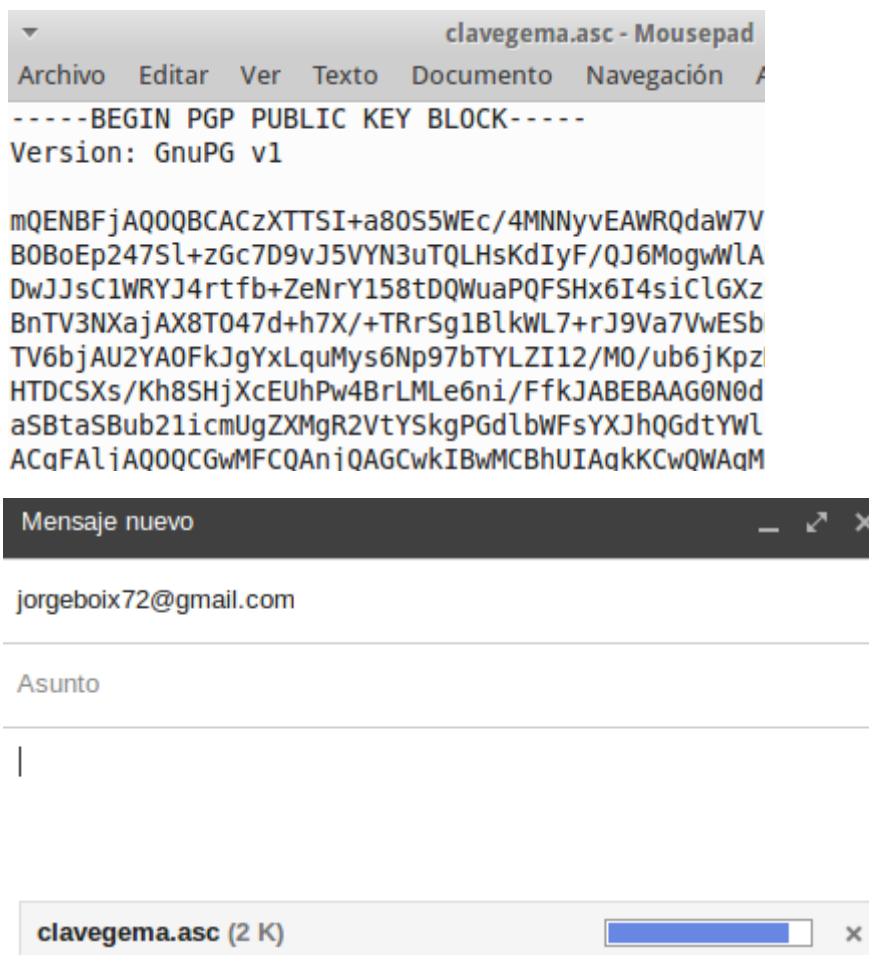 clavegema.asc - Mousepad
Archivo Editar Ver Texto Documento Navegación
-----BEGIN PGP PUBLIC KEY BLOCK-----
Version: GnuPG v1
mQENBFjAQOQBCACzXTTSI+a8OS5WEc/4MNNyvEAWRQdaW7V
BOBoEp247Sl+zGc7D9vJ5VYN3uTQLHsKdIyF/QJ6MogwWlA
DwJJsC1WRYJ4rtfb+ZeNrY158tDQWuaPQFSHx6I4siClGXz
BnTV3NXajAX8TO47d+h7X/+TRrSg1BlkWL7+rJ9Va7VwESb
TV6bjAU2YAOFkJgYxLquMys6Np97bTYLZI12/MO/ub6jKpz
HTDCSXs/Kh8SHjXcEUhPw4BrLMLe6ni/FfkJABEBAAG0N0d
aSBtaSBub21icmUgZXMgR2VtYSkgPGdlbWFsYXJhQGdtYWl
ACgFAljAQOQCGwMFCQAnjQAGCwkIBwMCBhUIAgkKCwQWAgM
Mensaje nuevo
jorgeboix72@gmail.com
Asunto
clavegema.asc (2 K)